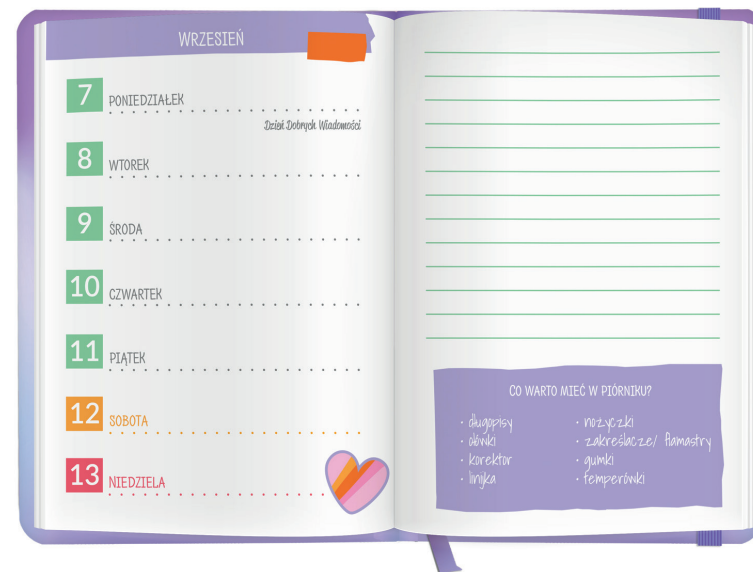 WRZESIEŃ
7 PONIEDZIAŁEK
Dzień Dobrych Wiadomości
8 WTOREK
9 ŚRODA
10 CZWARTEK
11 PIĄTEK
12 SOBOTA
13 NIEDZIELA
CO WARTO MIEĆ W PIÓRNIKU?
· długopisy
· ołówki
· korektor
· linijka
· nożyczki
· zakreślacze/ flamastry
· gumki
· temperówki